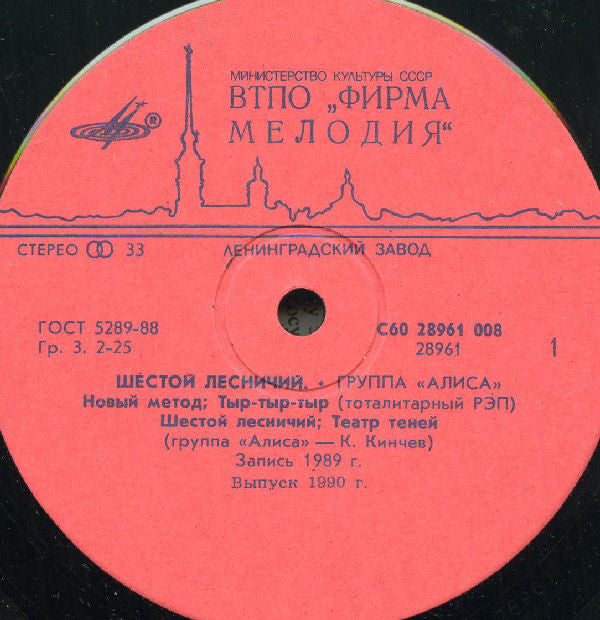 МИНИСТЕРСТВО КУЛЬТУРЫ СССР
ВТПО „ФИРМА
МЕЛОДИЯ“
®
СТЕРЕО 33
ЛЕНИНГРАДСКИЙ ЗАВОД
ГОСТ 5289-88
Гр. 3. 2-25
С60 28961 008
28961
1
ШЕСТОЙ ЛЕСНИЧИЙ. • ГРУППА «АЛИСА»
Новый метод; Тыр-тыр-тыр (тоталитарный РЭП)
Шестой лесничий; Театр теней
(группа «Алиса» — К. Кинчев)
Запись 1989 г.
Выпуск 1990 г.